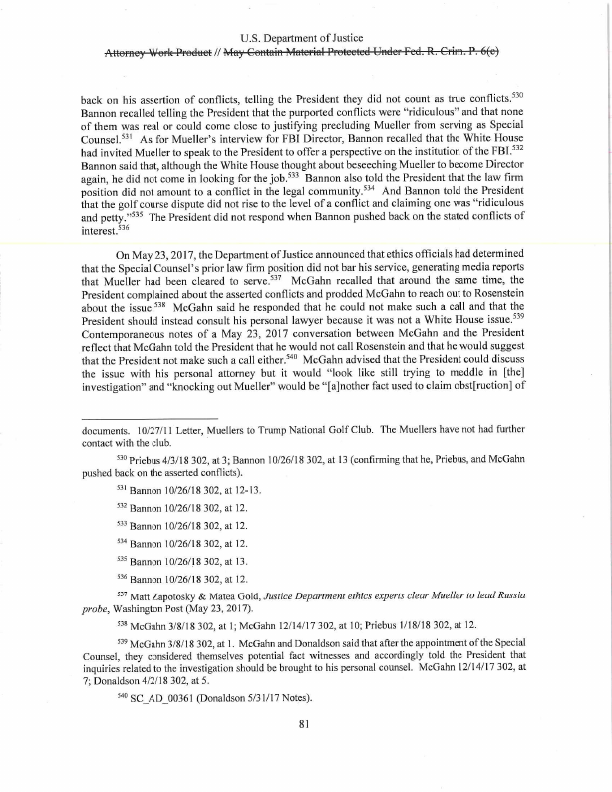 U.S. Department of Justice
Attorney Work Product // May Contain Material Protected Under Fed. R. Crim. P. 6(e)
back on his assertion of conflicts, telling the President they did not count as true conflicts.530
Bannon recalled telling the President that the purported conflicts were “ridiculous” and that none
of them was real or could come close to justifying precluding Mueller from serving as Special
Counsel.531 As for Mueller’s interview for FBI Director, Bannon recalled that the White House
had invited Mueller to speak to the President to offer a perspective on the institution of the FBI.532
Bannon said that, although the White House thought about beseeching Mueller to become Director
again, he did not come in looking for the job.533 Bannon also told the President that the law firm
position did not amount to a conflict in the legal community.534 And Bannon told the President
that the golf course dispute did not rise to the level of a conflict and claiming one was “ridiculous
and petty.”535 The President did not respond when Bannon pushed back on the stated conflicts of
interest.536
On May 23, 2017, the Department of Justice announced that ethics officials had determined
that the Special Counsel’s prior law firm position did not bar his service, generating media reports
that Mueller had been cleared to serve.537 McGahn recalled that around the same time, the
President complained about the asserted conflicts and prodded McGahn to reach out to Rosenstein
about the issue.538 McGahn said he responded that he could not make such a call and that the
President should instead consult his personal lawyer because it was not a White House issue.539
Contemporaneous notes of a May 23, 2017 conversation between McGahn and the President
reflect that McGahn told the President that he would not call Rosenstein and that he would suggest
that the President not make such a call either.540 McGahn advised that the President could discuss
the issue with his personal attorney but it would “look like still trying to meddle in [the]
investigation” and “knocking out Mueller” would be “[a]nother fact used to claim obst[ruction] of
documents. 10/27/11 Letter, Muellers to Trump National Golf Club. The Muellers have not had further
contact with the club.
530 Priebus 4/3/18 302, at 3; Bannon 10/26/18 302, at 13 (confirming that he, Priebus, and McGahn
pushed back on the asserted conflicts).
531 Bannon 10/26/18 302, at 12-13.
532 Bannon 10/26/18 302, at 12.
533 Bannon 10/26/18 302, at 12.
534 Bannon 10/26/18 302, at 12.
535 Bannon 10/26/18 302, at 13.
536 Bannon 10/26/18 302, at 12.
537 Matt Zapotosky & Matea Gold, Justice Department ethics experts clear Mueller to lead Russia
probe, Washington Post (May 23, 2017).
538 McGahn 3/8/18 302, at 1; McGahn 12/14/17 302, at 10; Priebus 1/18/18 302, at 12.
539 McGahn 3/8/18 302, at 1. McGahn and Donaldson said that after the appointment of the Special
Counsel, they considered themselves potential fact witnesses and accordingly told the President that
inquiries related to the investigation should be brought to his personal counsel. McGahn 12/14/17 302, at
7; Donaldson 4/2/18 302, at 5.
540 SC_AD_00361 (Donaldson 5/31/17 Notes).
81